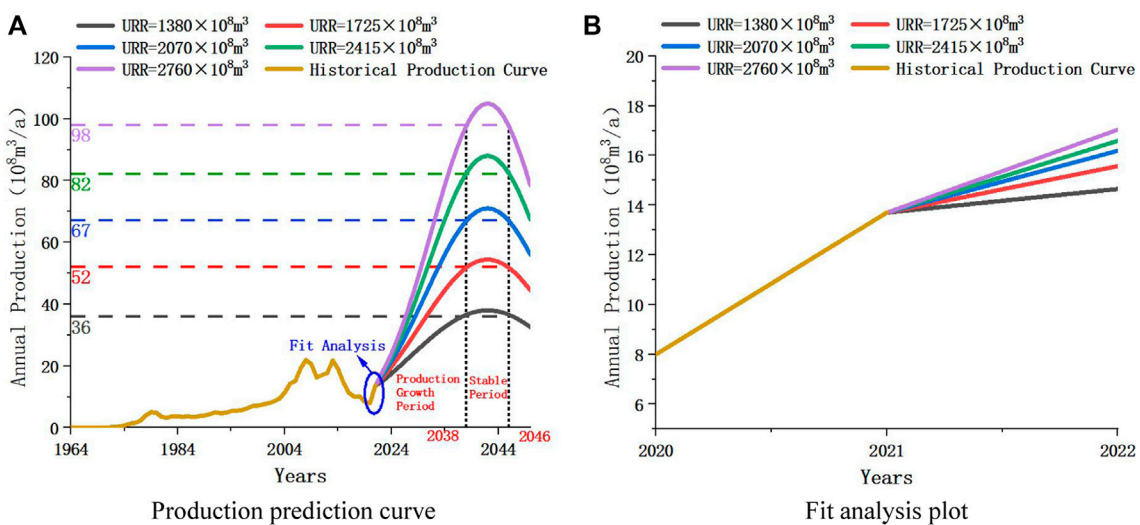 A
URR=1380×10⁸m³ URR=1725×10⁸m³
URR=2070×10⁸m³ URR=2415×10⁸m³
URR=2760×10⁸m³ Historical Production Curve
Annual Production (10⁸m³/a)
120
100
80
60
40
20
0
98
82
67
52
36
Fit Analysis
Production Growth Period
Stable Period
2038
2046
1964 1984 2004 2024 2044
Years
Production prediction curve
B
URR=1380×10⁸m³ URR=1725×10⁸m³
URR=2070×10⁸m³ URR=2415×10⁸m³
URR=2760×10⁸m³ Historical Production Curve
Annual Production (10⁸m³/a)
20
18
16
14
12
10
8
6
2020 2021 2022
Years
Fit analysis plot